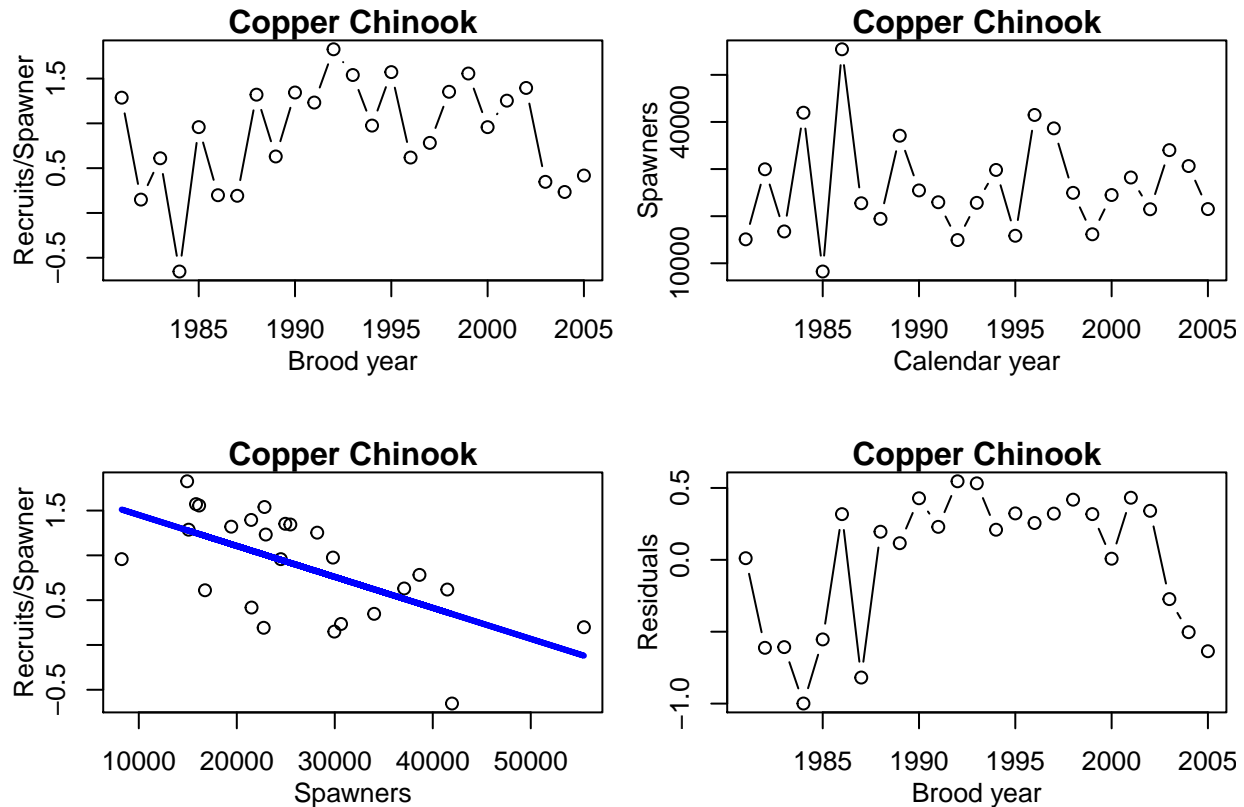 Copper Chinook
Recruits/Spawner
1.5
0.5
−0.5
1985 1990 1995 2000 2005
Brood year
Copper Chinook
Spawners
40000
10000
1985 1990 1995 2000 2005
Calendar year
Copper Chinook
Recruits/Spawner
1.5
0.5
−0.5
10000 20000 30000 40000 50000
Spawners
Copper Chinook
Residuals
0.5
0.0
−1.0
1985 1990 1995 2000 2005
Brood year